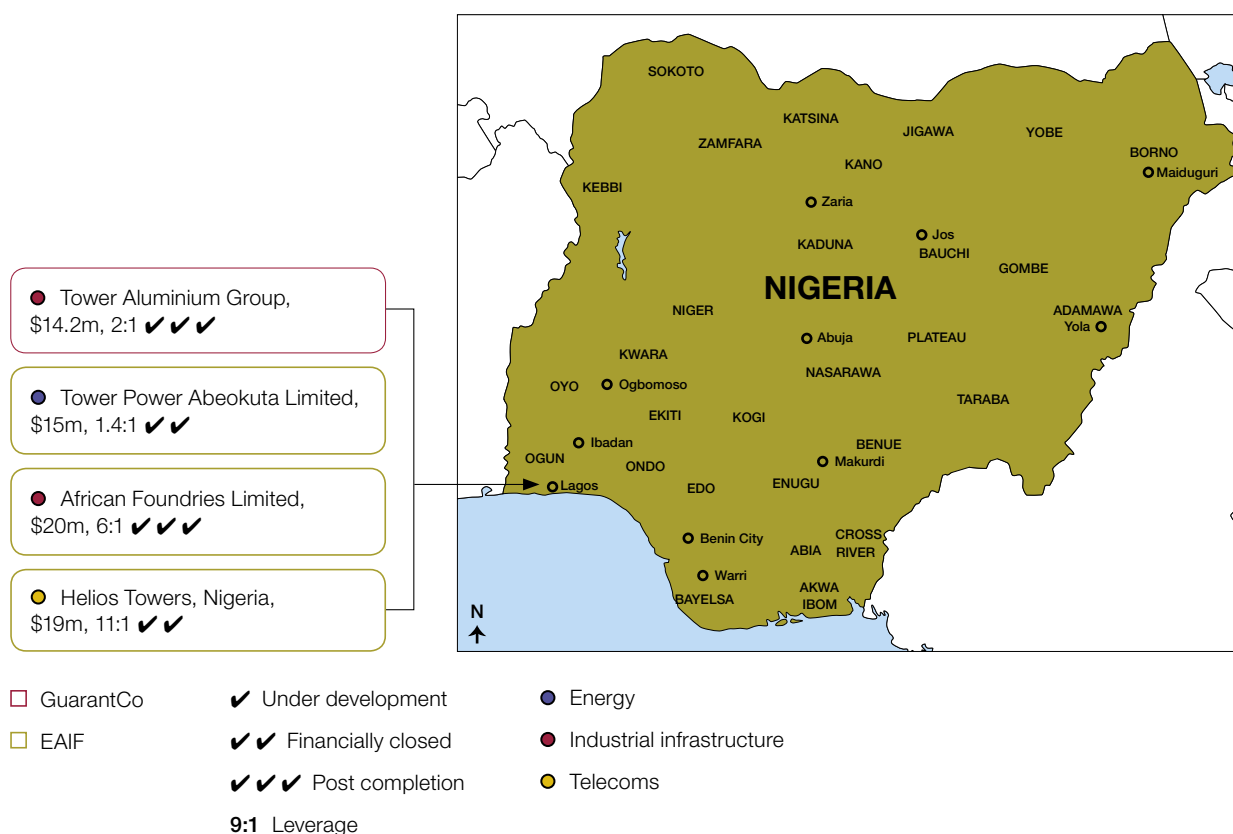 SOKOTO
KATSINA
JIGAWA
YOBE
ZAMFARA
BORNO
KANO
Maiduguri
KEBBI
Zaria
Jos
KADUNA
BAUCHI
GOMBE
NIGERIA
NIGER
ADAMAWA
Yola
Abuja
PLATEAU
KWARA
NASARAWA
OYO
Ogbomoso
TARABA
EKITI
KOGI
Ibadan
BENUE
OGUN
ONDO
Makurdi
ENUGU
Lagos
EDO
Benin City
CROSS
RIVER
ABIA
Warri
AKWA
IBOM
BAYELSA
N
Tower Aluminium Group,
$14.2m, 2:1 ✔ ✔ ✔
Tower Power Abeokuta Limited,
$15m, 1.4:1 ✔ ✔
African Foundries Limited,
$20m, 6:1 ✔ ✔ ✔
Helios Towers, Nigeria,
$19m, 11:1 ✔ ✔
GuarantCo
EAIF
✔ Under development
✔ ✔ Financially closed
✔ ✔ ✔ Post completion
9:1 Leverage
Energy
Industrial infrastructure
Telecoms